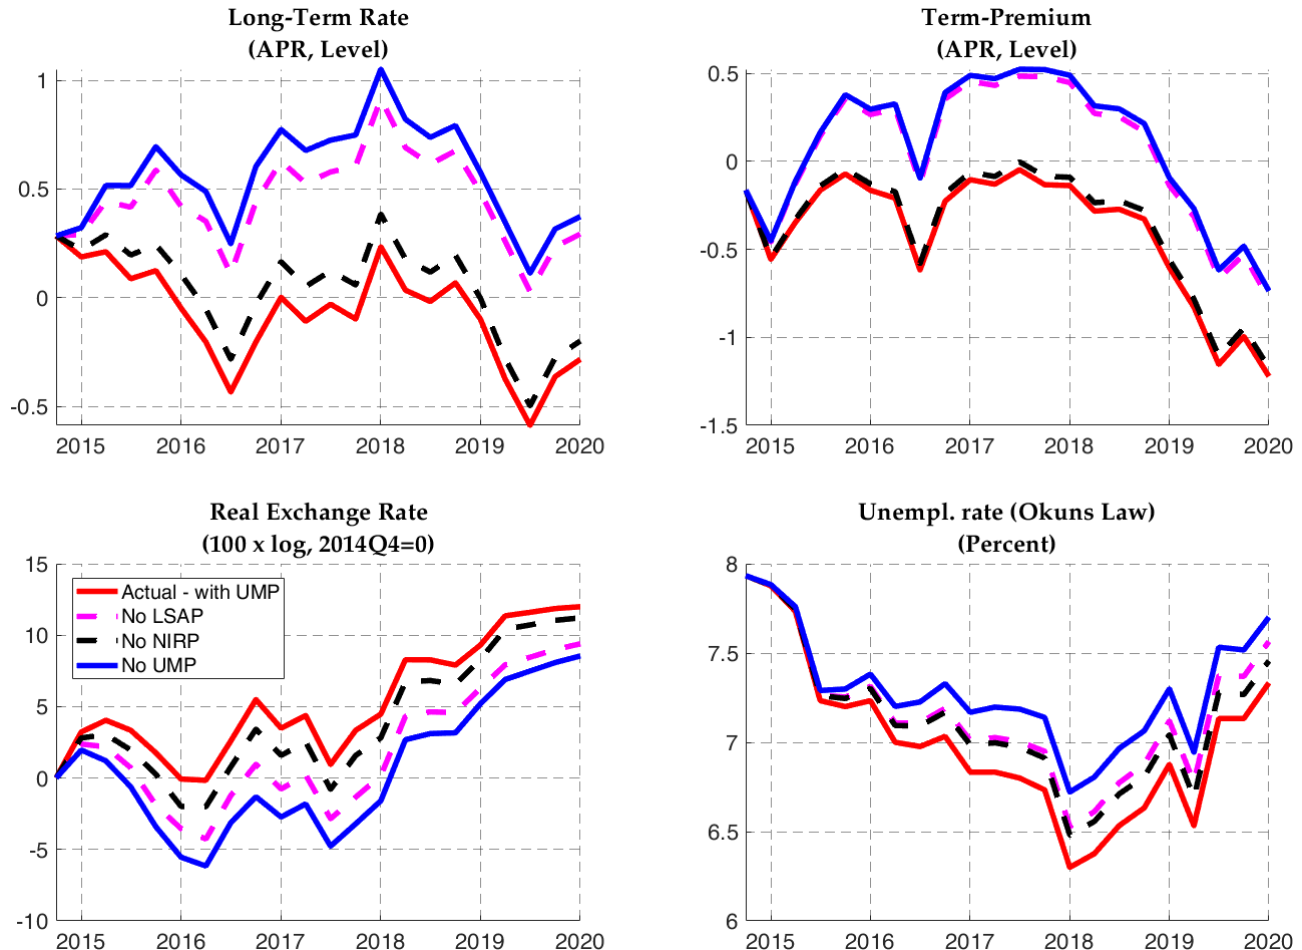 Long-Term Rate
(APR, Level)
1
0.5
0
-0.5
2015 2016 2017 2018 2019 2020
Term-Premium
(APR, Level)
0.5
0
-0.5
-1
-1.5
2015 2016 2017 2018 2019 2020
Real Exchange Rate
(100 x log, 2014Q4=0)
15
10
5
0
-5
-10
Actual - with UMP
No LSAP
No NIRP
No UMP
2015 2016 2017 2018 2019 2020
Unempl. rate (Okuns Law)
(Percent)
8
7.5
7
6.5
6
2015 2016 2017 2018 2019 2020